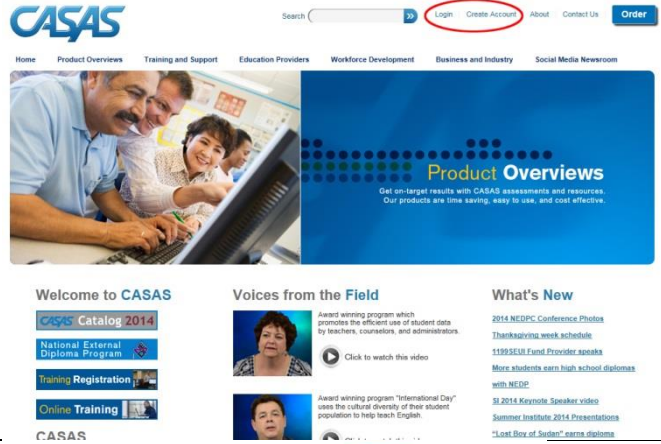 CASAS
Search
Login Create Account About Contact Us Order
Home Product Overviews Training and Support Education Providers Workforce Development Business and Industry Social Media Newsroom
Product Overviews
Get on-target results with CASAS assessments and resources.
Our products are time saving, easy to use, and cost effective.
Welcome to CASAS
CASAS Catalog 2014
National External
Diploma Program
Training Registration
Online Training
CASAS
Voices from the Field
Award winning program which
promotes the efficient use of student data
by teachers, counselors, and administrators.
Click to watch this video
Award winning program "International Day"
uses the cultural diversity of their student
population to help teach English.
What's New
2014 NEDPC Conference Photos
Thanksgiving week schedule
1199SEUI Fund Provider speaks
More students earn high school diplomas
with NEDP
SI 2014 Keynote Speaker video
Summer Institute 2014 Presentations
"Lost Boy of Sudan" earns diploma